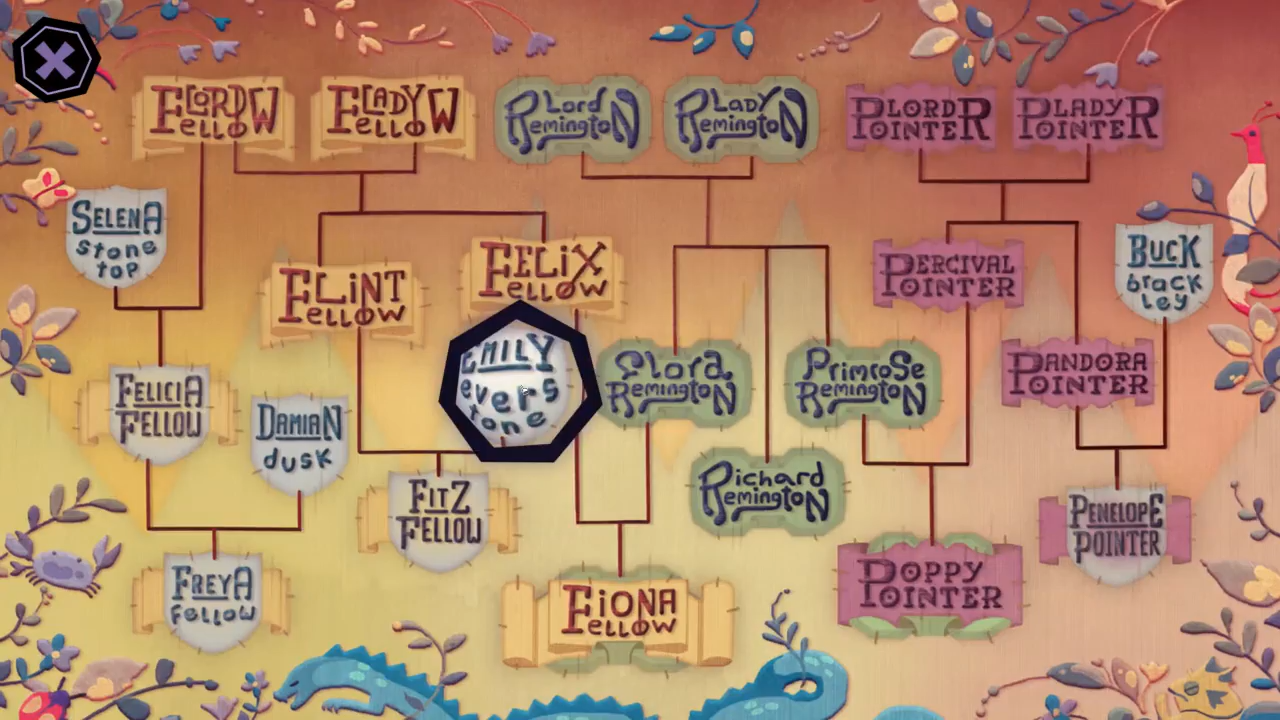 LORD
FELLOW
LADY
FELLOW
Lord
Remington
Lady
Remington
LORD
POINTER
LADY
POINTER
SELENA
stone
top
FLINT
FELLOW
FELIX
FELLOW
PERCIVAL
POINTER
BUCK
brack
ley
FELICIA
FELLOW
DAMIAN
dusk
EMILY
evers
tone
Flora
Remington
Primrose
Remington
PANDORA
POINTER
FITZ
FELLOW
Richard
Remington
PENELOPE
POINTER
FREYA
FOLLOW
FIONA
FELLOW
POPPY
POINTER